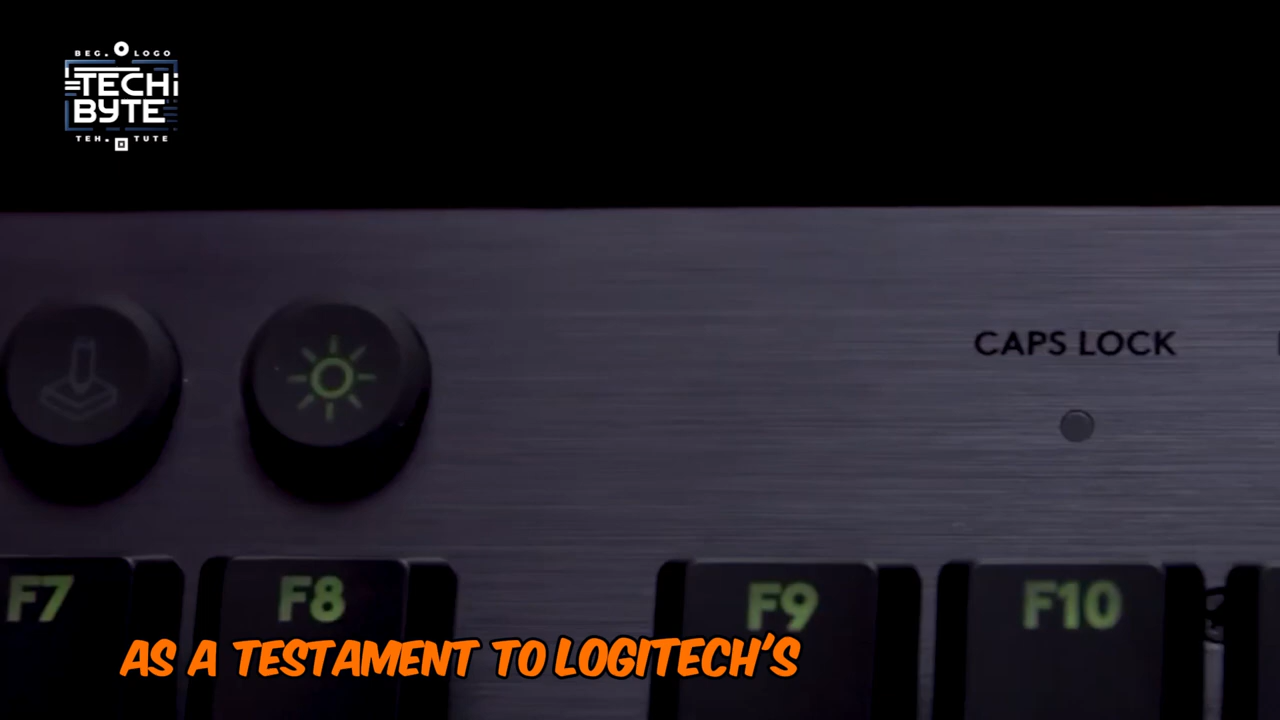 BEG. LOGO
TECH
BYTE
TEH. TUTE
CAPS LOCK
F7 F8 F9 F10
AS A TESTAMENT TO LOGITECH'S